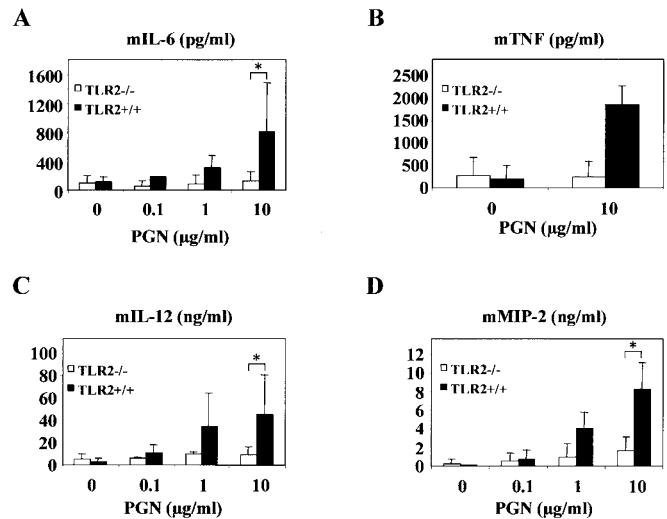 A
mIL-6 (pg/ml)
1600
1200
800
400
0
TLR2-/-
TLR2+/+
*
0 0.1 1 10
PGN (µg/ml)
B
mTNF (pg/ml)
2500
2000
1500
1000
500
0
TLR2-/-
TLR2+/+
0 10
PGN (µg/ml)
C
mIL-12 (ng/ml)
100
80
60
40
20
0
TLR2-/-
TLR2+/+
*
0 0.1 1 10
PGN (µg/ml)
D
mMIP-2 (ng/ml)
12
10
8
6
4
2
0
TLR2-/-
TLR2+/+
*
0 0.1 1 10
PGN (µg/ml)